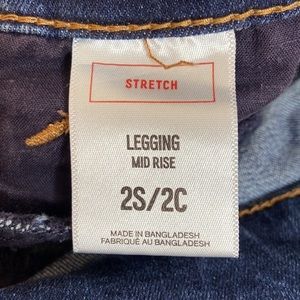 STRETCH
LEGGING
MID RISE
2S/2C
MADE IN BANGLADESH
FABRIQUÉ AU BANGLADESH